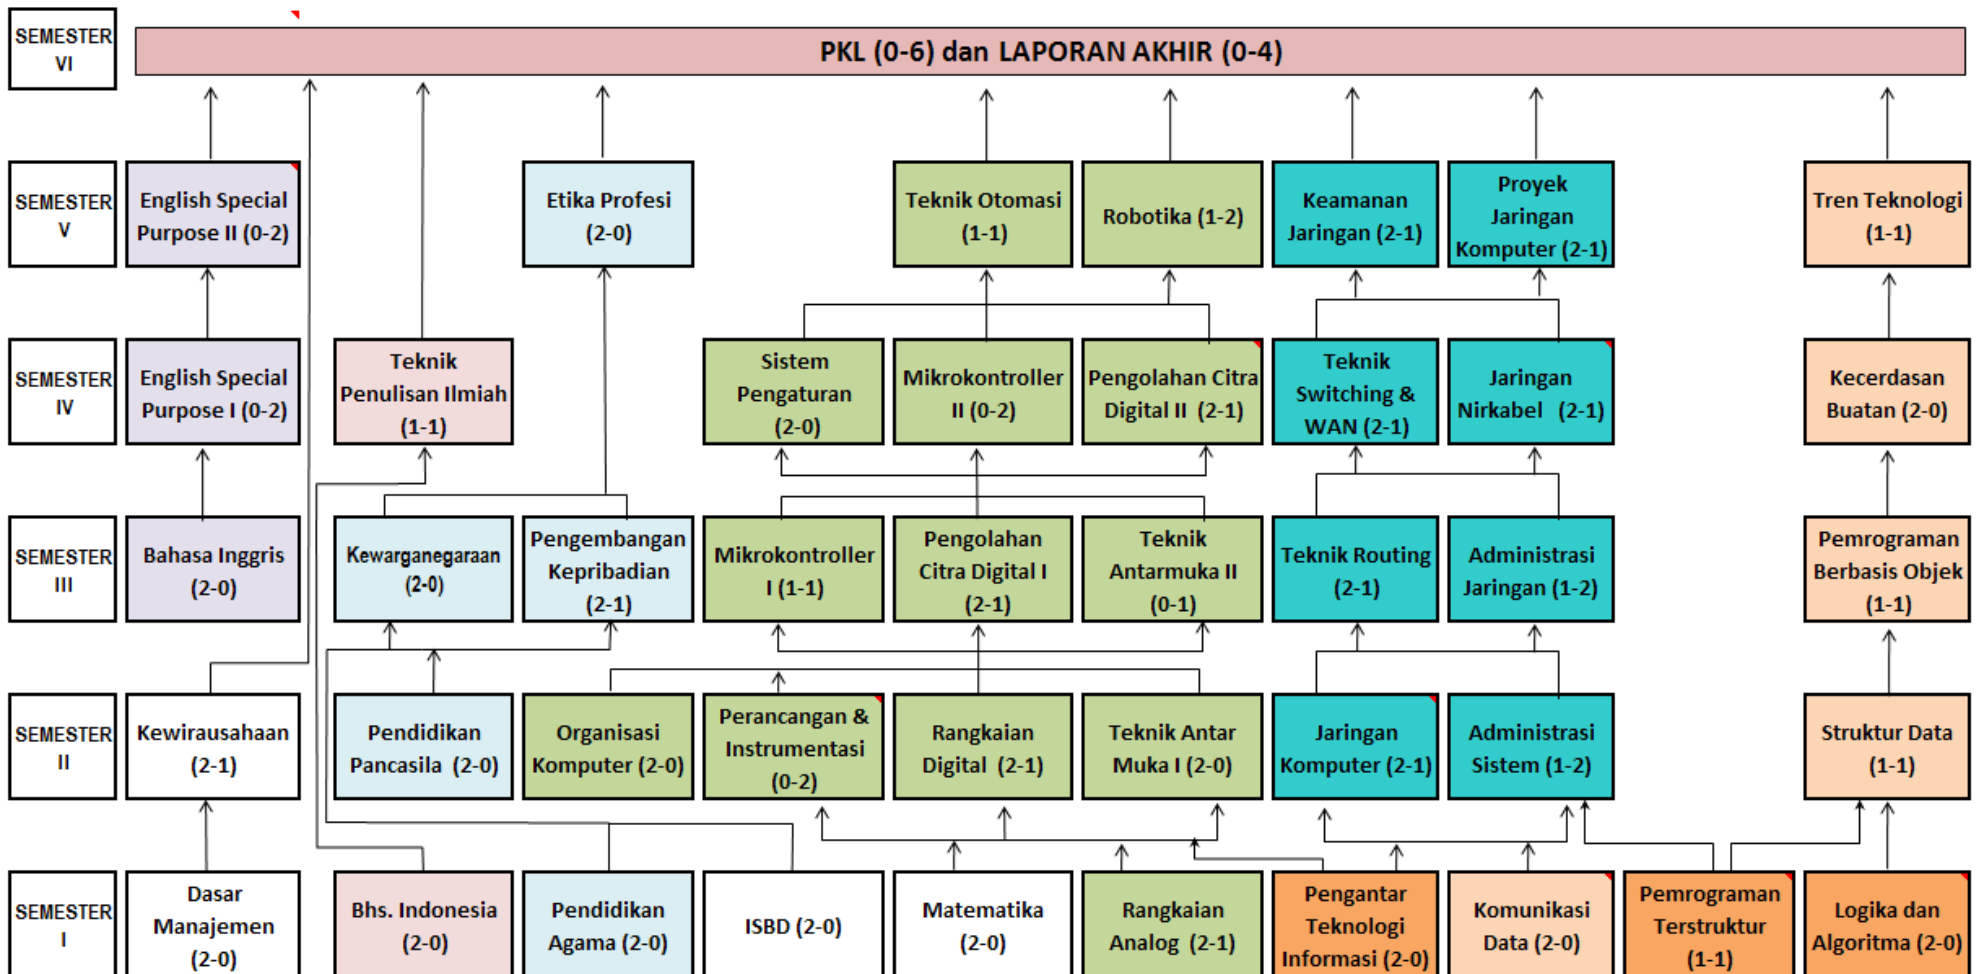 SEMESTER
VI
PKL (0-6) dan LAPORAN AKHIR (0-4)
SEMESTER
V
English Special
Purpose II (0-2)
Etika Profesi
(2-0)
Teknik Otomasi
(1-1)
Robotika (1-2)
Keamanan
Jaringan (2-1)
Proyek
Jaringan
Komputer (2-1)
Tren Teknologi
(1-1)
SEMESTER
IV
English Special
Purpose I (0-2)
Teknik
Penulisan Ilmiah
(1-1)
Sistem
Pengaturan
(2-0)
Mikrokontroller
II (0-2)
Pengolahan Citra
Digital II (2-1)
Teknik
Switching &
WAN (2-1)
Jaringan
Nirkabel (2-1)
Kecerdasan
Buatan (2-0)
SEMESTER
III
Bahasa Inggris
(2-0)
Kewarganegaraan
(2-0)
Pengembangan
Kepribadian
(2-1)
Mikrokontroller
I (1-1)
Pengolahan
Citra Digital I
(2-1)
Teknik
Antarmuka II
(0-1)
Teknik Routing
(2-1)
Administrasi
Jaringan (1-2)
Pemrograman
Berbasis Objek
(1-1)
SEMESTER
II
Kewirausahaan
(2-1)
Pendidikan
Pancasila (2-0)
Organisasi
Komputer (2-0)
Perancangan &
Instrumentasi
(0-2)
Rangkaian
Digital (2-1)
Teknik Antar
Muka I (2-0)
Jaringan
Komputer (2-1)
Administrasi
Sistem (1-2)
Struktur Data
(1-1)
SEMESTER
I
Dasar
Manajemen
(2-0)
Bhs. Indonesia
(2-0)
Pendidikan
Agama (2-0)
ISBD (2-0)
Matematika
(2-0)
Rangkaian
Analog (2-1)
Pengantar
Teknologi
Informasi (2-0)
Komunikasi
Data (2-0)
Pemrograman
Terstruktur
(1-1)
Logika dan
Algoritma (2-0)